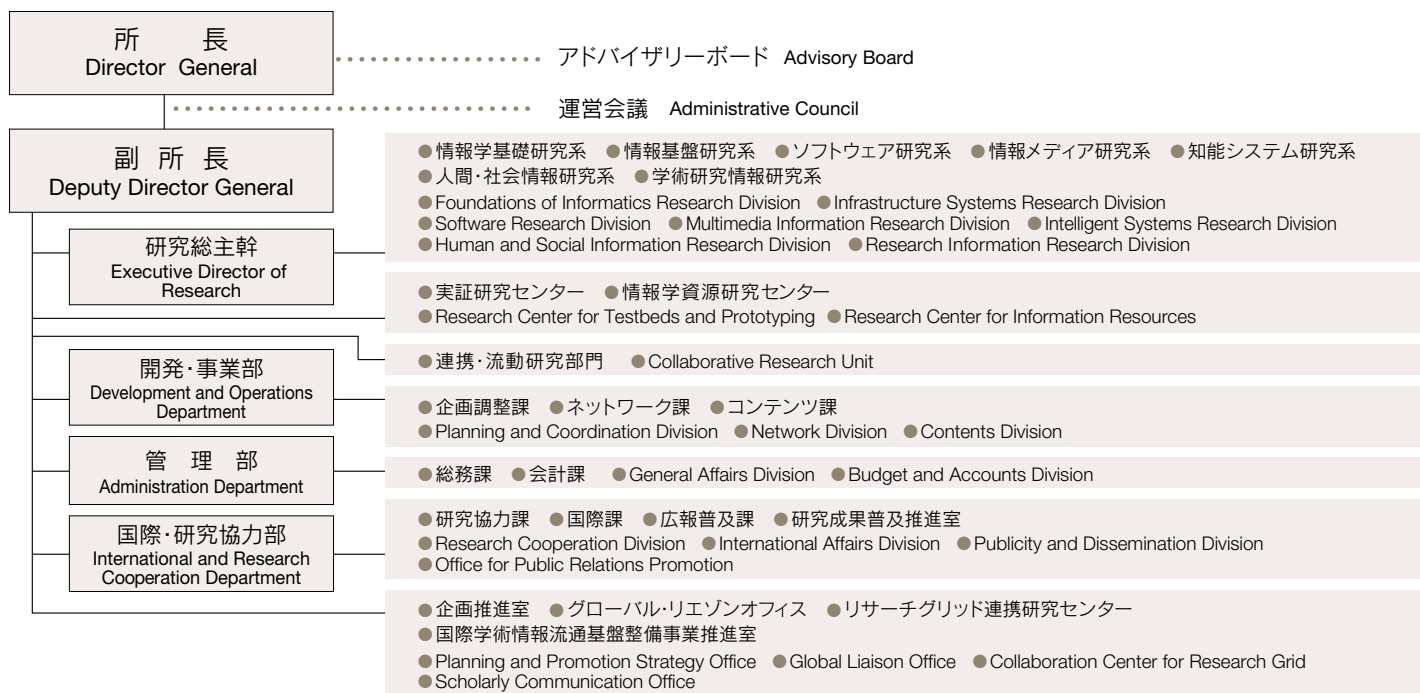 所 長
Director General
アドバイザリーボード Advisory Board
運営会議 Administrative Council
副 所 長
Deputy Director General
●情報学基礎研究系 ●情報基盤研究系 ●ソフトウェア研究系 ●情報メディア研究系 ●知能システム研究系
●人間・社会情報研究系 ●学術研究情報研究系
●Foundations of Informatics Research Division ●Infrastructure Systems Research Division
●Software Research Division ●Multimedia Information Research Division ●Intelligent Systems Research Division
●Human and Social Information Research Division ●Research Information Research Division
研究総主幹
Executive Director of
Research
●実証研究センター ●情報学資源研究センター
●Research Center for Testbeds and Prototyping ●Research Center for Information Resources
●連携・流動研究部門 ●Collaborative Research Unit
開発・事業部
Development and Operations
Department
●企画調整課 ●ネットワーク課 ●コンテンツ課
●Planning and Coordination Division ●Network Division ●Contents Division
管 理 部
Administration Department
●総務課 ●会計課 ●General Affairs Division ●Budget and Accounts Division
国際・研究協力部
International and Research
Cooperation Department
●研究協力課 ●国際課 ●広報普及課 ●研究成果普及推進室
●Research Cooperation Division ●International Affairs Division ●Publicity and Dissemination Division
●Office for Public Relations Promotion
●企画推進室 ●グローバル・リエゾンオフィス ●リサーチグリッド連携研究センター
●国際学術情報流通基盤整備事業推進室
●Planning and Promotion Strategy Office ●Global Liaison Office ●Collaboration Center for Research Grid
●Scholarly Communication Office